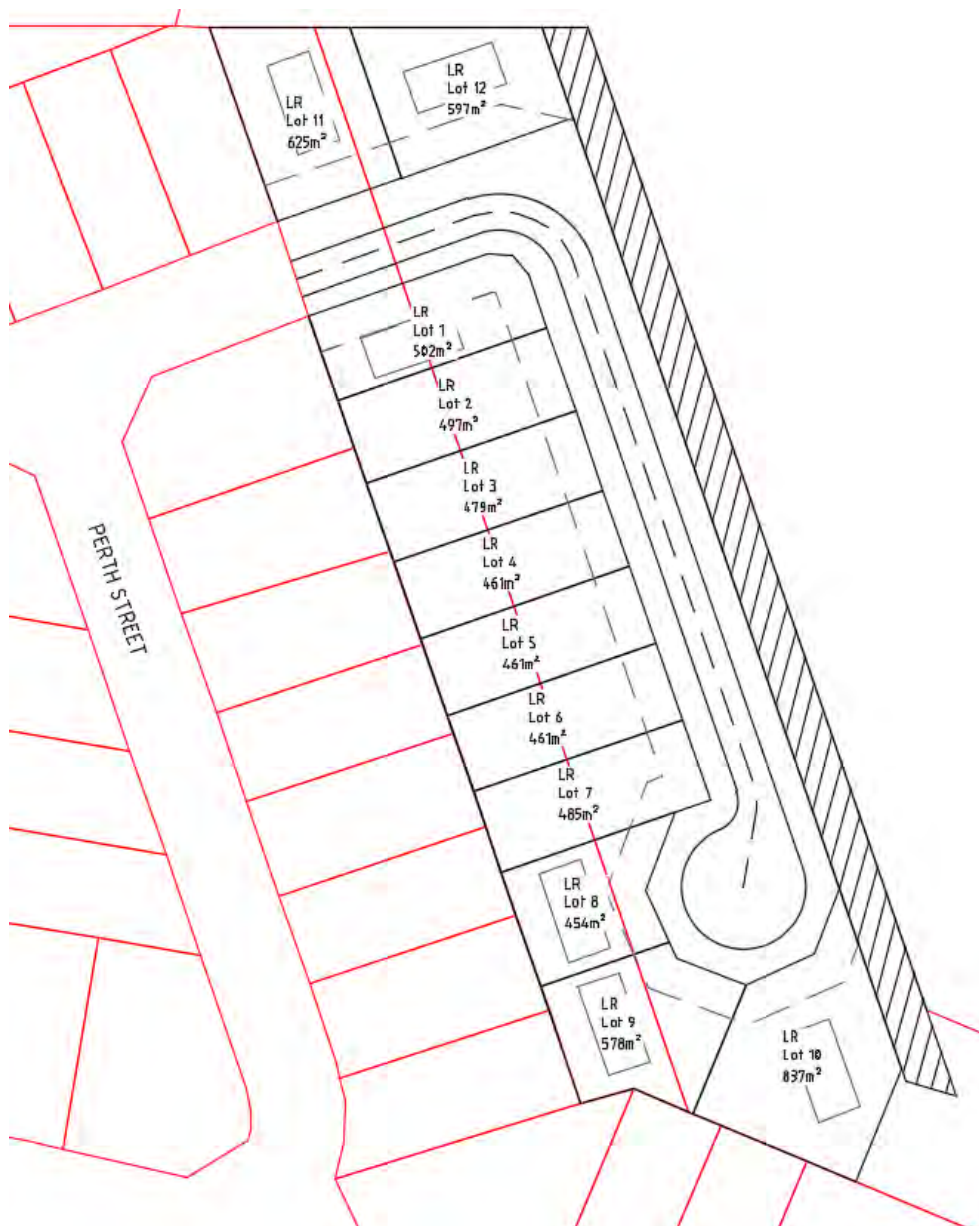 LR
Lot 12
597m²
LR
Lot 11
625m²
LR
Lot 1
502m²
LR
Lot 2
497m²
LR
Lot 3
479m²
LR
Lot 4
461m²
PERTH STREET
LR
Lot 5
461m²
LR
Lot 6
461m²
LR
Lot 7
485m²
LR
Lot 8
454m²
LR
Lot 9
578m²
LR
Lot 10
837m²